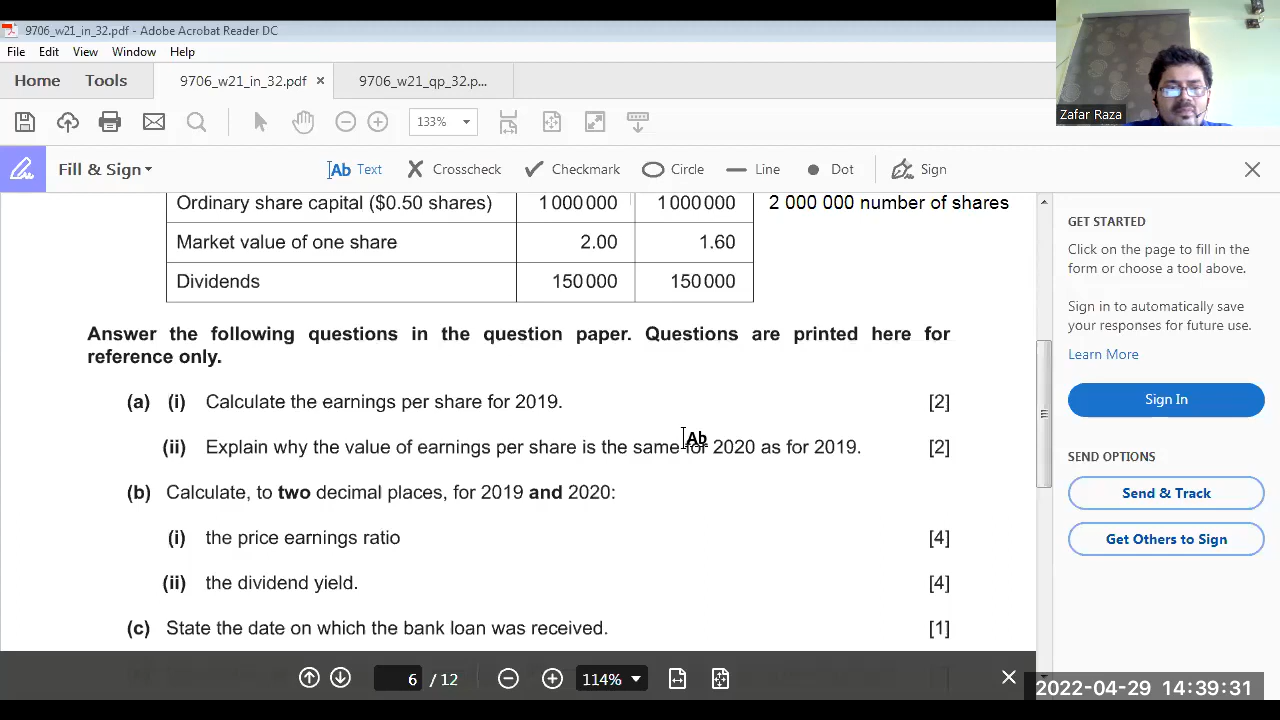 9706_w21_in_32.pdf - Adobe Acrobat Reader DC
File Edit View Window Help
Home Tools 9706_w21_in_32.pdf × 9706_w21_qp_32.p...
133%
Zafar Raza
Fill & Sign Ab Text Crosscheck Checkmark Circle Line Dot Sign
Ordinary share capital ($0.50 shares) 1 000 000 1 000 000 2 000 000 number of shares
Market value of one share 2.00 1.60
Dividends 150 000 150 000
Answer the following questions in the question paper. Questions are printed here for
reference only.
(a) (i) Calculate the earnings per share for 2019. [2]
Ab
(ii) Explain why the value of earnings per share is the same for 2020 as for 2019. [2]
(b) Calculate, to two decimal places, for 2019 and 2020:
(i) the price earnings ratio [4]
(ii) the dividend yield. [4]
(c) State the date on which the bank loan was received. [1]
GET STARTED
Click on the page to fill in the
form or choose a tool above.
Sign in to automatically save
your responses for future use.
Learn More
Sign In
SEND OPTIONS
Send & Track
Get Others to Sign
6 / 12 114%
2022-04-29 14:39:31